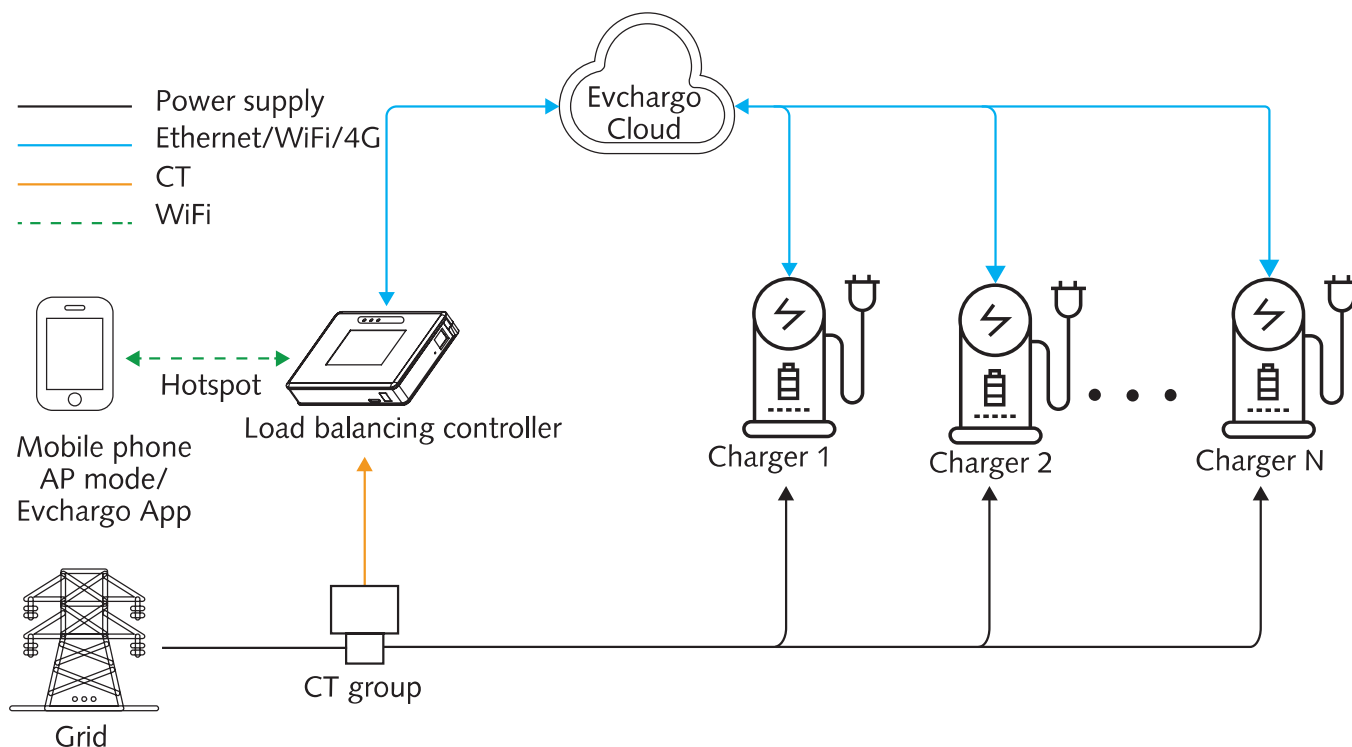 Power supply
Ethernet/WiFi/4G
CT
WiFi
Evchargo
Cloud
Hotspot
Load balancing controller
Mobile phone
AP mode/
Evchargo App
Charger 1
Charger 2
Charger N
CT group
Grid